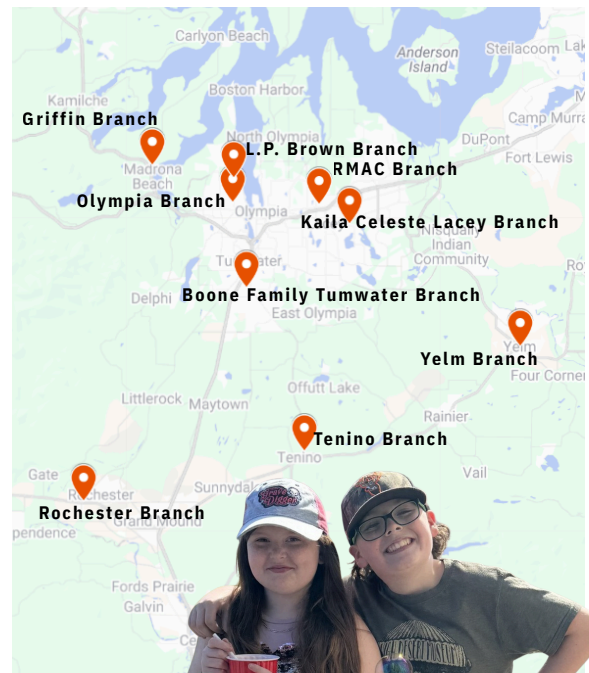 Carlyon Beach
Anderson
Island
Steilacoom
Boston Harbor
Kamilche
Griffin Branch
Camp Murra
North Olympia
DuPont
L.P. Brown Branch
Fort Lewis
RMAC Branch
Madrona
Beach
Olympia Branch
Olympia
Kaila Celeste Lacey Branch
Nisqually
Indian
Community
Boone Family Tumwater Branch
Delphi
East Olympia
Yelm
Yelm Branch
Four Corner
Offutt Lake
Littlerock
Maytown
Rainier
Tenino Branch
Tenino
Vail
Gate
Rochester
Rochester Branch
Grand Mound
Fords Prairie
Galvin